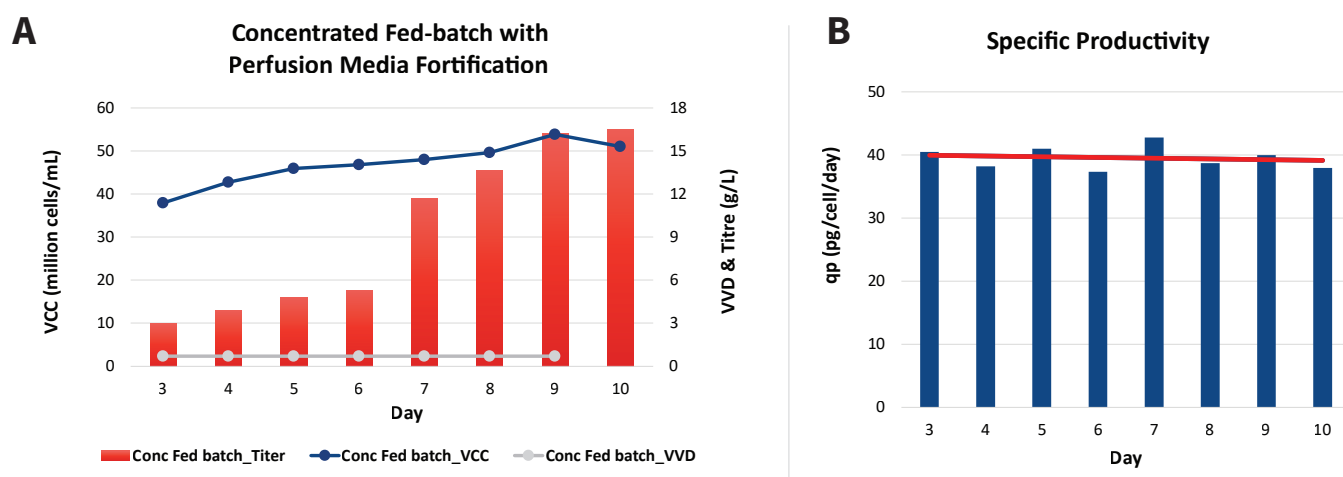 A
Concentrated Fed-batch with
Perfusion Media Fortification
VCC (million cells/mL)
60
50
40
30
20
10
0
18
15
12
9
6
3
0
VVD & Titre (g/L)
3 4 5 6 7 8 9 10
Day
Conc Fed batch_Titer Conc Fed batch_VCC Conc Fed batch_VVD
B
Specific Productivity
qp (pg/cell/day)
50
40
30
20
10
0
3 4 5 6 7 8 9 10
Day